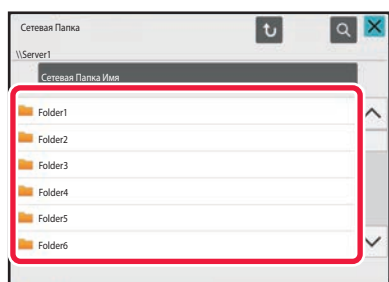 Сетевая Папка
\\Server1
Сетевая Папка Имя
Folder1
Folder2
Folder3
Folder4
Folder5
Folder6